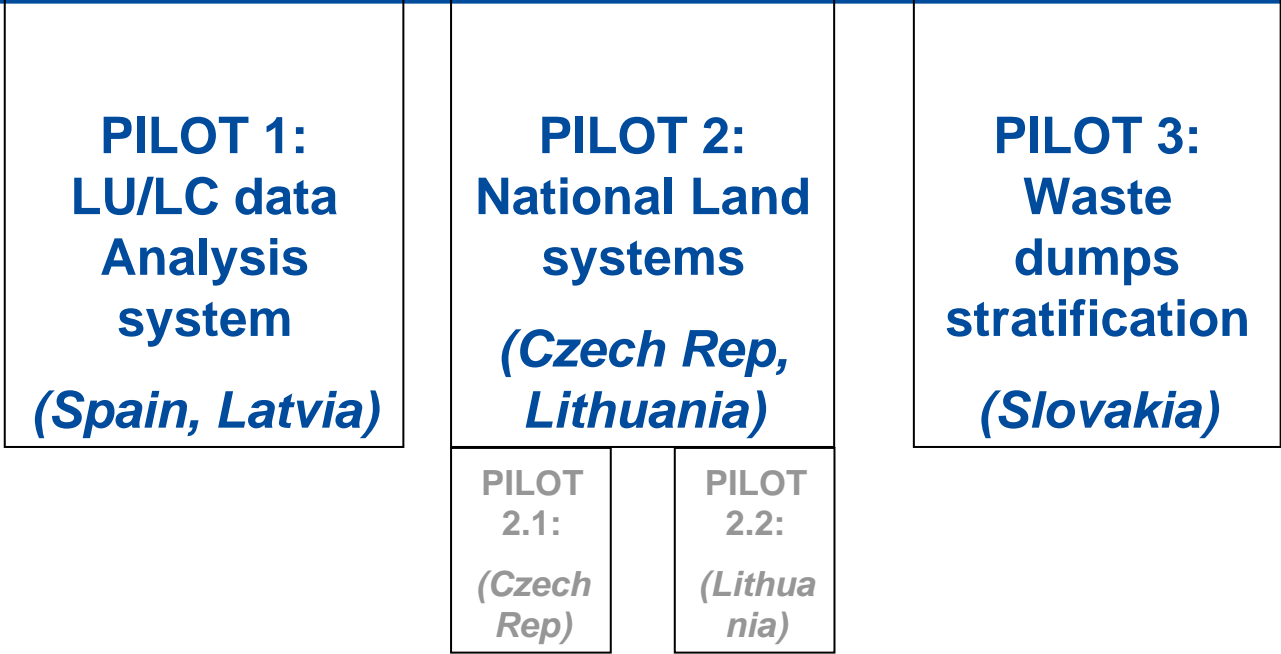 PILOT 1:
LU/LC data
Analysis
system
(Spain, Latvia)
PILOT 2:
National Land
systems
(Czech Rep,
Lithuania)
PILOT 3:
Waste
dumps
stratification
(Slovakia)
PILOT
2.1:
(Czech
Rep)
PILOT
2.2:
(Lithua
nia)